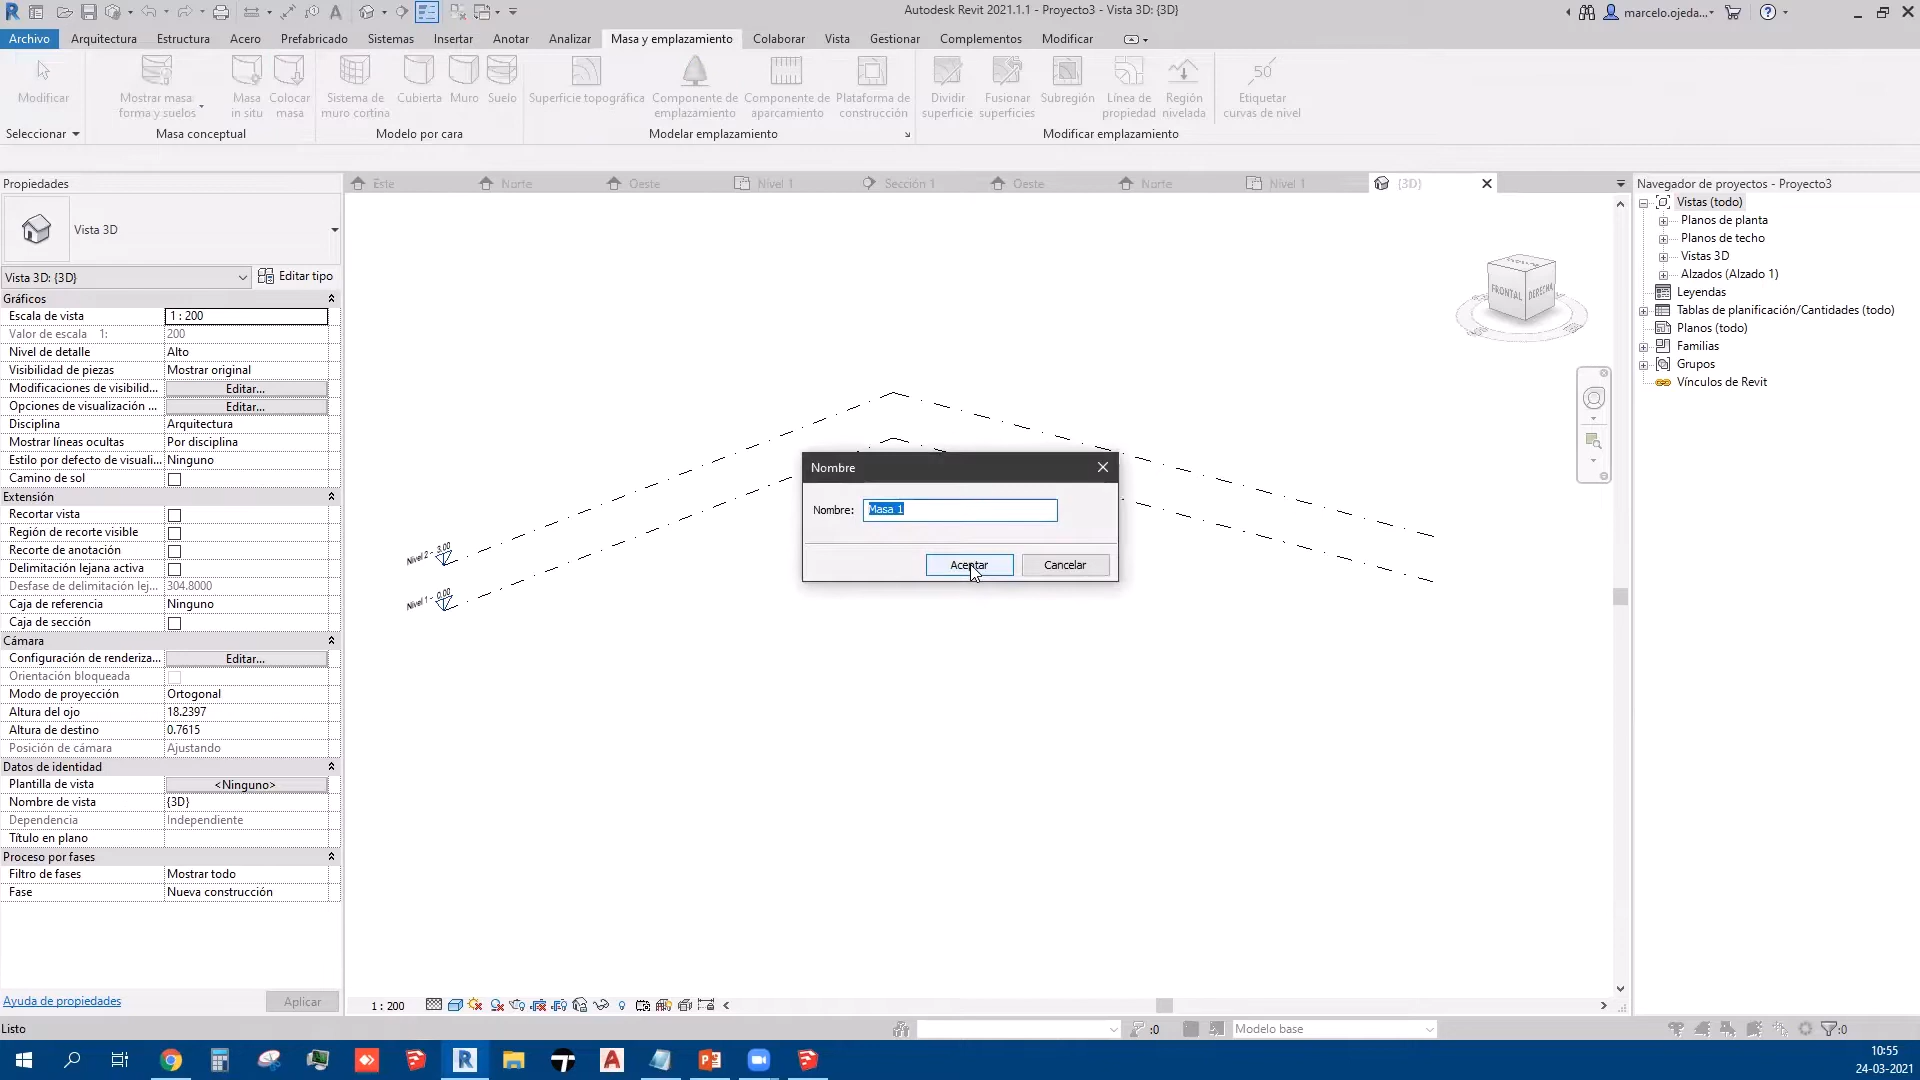 Autodesk Revit 2021.1.1 - Proyecto3 - Vista 3D: {3D}
marcelo.ojeda...
Archivo
Arquitectura
Estructura
Acero
Prefabricado
Sistemas
Insertar
Anotar
Analizar
Masa y emplazamiento
Colaborar
Vista
Gestionar
Complementos
Modificar
Modificar
Mostrar masa
forma y suelos
Masa
in situ
Colocar
masa
Sistema de
muro cortina
Cubierta
Muro
Suelo
Superficie topográfica
Componente de
emplazamiento
Componente de
aparcamiento
Plataforma de
construcción
Dividir
superficie
Fusionar
superficies
Subregión
Línea de
propiedad
Región
nivelada
50
Etiquetar
curvas de nivel
Seleccionar
Masa conceptual
Modelo por cara
Modelar emplazamiento
Modificar emplazamiento
Propiedades
Este
Norte
Oeste
Nivel 1
Sección 1
Oeste
Norte
Nivel 1
{3D}
Navegador de proyectos - Proyecto3
Vista 3D
Vista 3D: {3D}
Editar tipo
Gráficos
Escala de vista 1 : 200
Valor de escala 1: 200
Nivel de detalle Alto
Visibilidad de piezas Mostrar original
Modificaciones de visibilid... Editar...
Opciones de visualización ... Editar...
Disciplina Arquitectura
Mostrar líneas ocultas Por disciplina
Estilo por defecto de visuali... Ninguno
Camino de sol
Extensión
Recortar vista
Región de recorte visible
Recorte de anotación
Delimitación lejana activa
Desfase de delimitación lej... 304.8000
Caja de referencia Ninguno
Caja de sección
Cámara
Configuración de renderiza... Editar...
Orientación bloqueada
Modo de proyección Ortogonal
Altura del ojo 18.2397
Altura de destino 0.7615
Posición de cámara Ajustando
Datos de identidad
Plantilla de vista <Ninguno>
Nombre de vista {3D}
Dependencia Independiente
Título en plano
Proceso por fases
Filtro de fases Mostrar todo
Fase Nueva construcción
Ayuda de propiedades
Aplicar
FRONTAL
DERECHA
Nivel 2 - 3.00
Nivel 1 - 0.00
Nombre
Nombre: Masa 1
Aceptar
Cancelar
Vistas (todo)
Planos de planta
Planos de techo
Vistas 3D
Alzados (Alzado 1)
Leyendas
Tablas de planificación/Cantidades (todo)
Planos (todo)
Familias
Grupos
Vínculos de Revit
1 : 200
Listo
:0
Modelo base
:0
10:55
24-03-2021